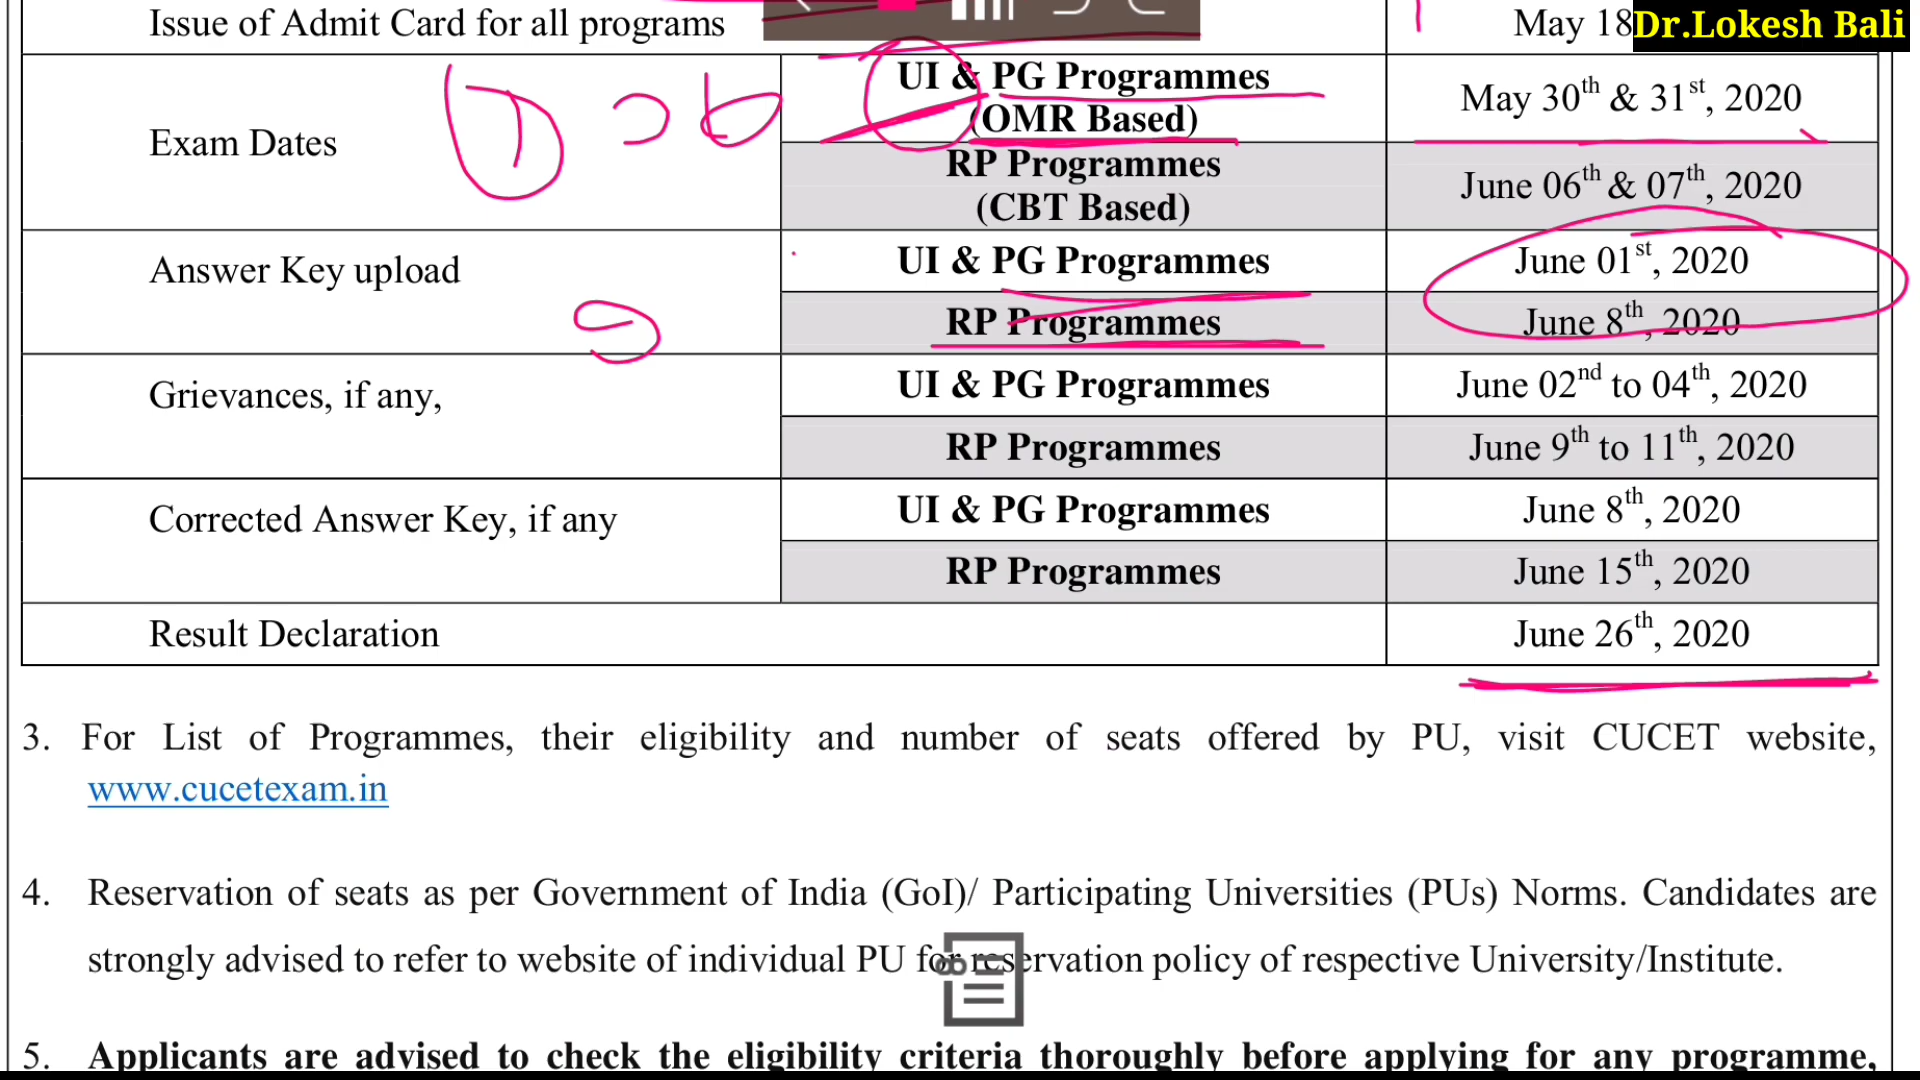 Issue of Admit Card for all programs May 18
Dr.Lokesh Bali
Exam Dates
UI & PG Programmes
(OMR Based)
May 30th & 31st, 2020
RP Programmes
(CBT Based)
June 06th & 07th, 2020
Answer Key upload
UI & PG Programmes June 01st, 2020
RP Programmes June 8th, 2020
Grievances, if any,
UI & PG Programmes June 02nd to 04th, 2020
RP Programmes June 9th to 11th, 2020
Corrected Answer Key, if any
UI & PG Programmes June 8th, 2020
RP Programmes June 15th, 2020
Result Declaration June 26th, 2020
3. For List of Programmes, their eligibility and number of seats offered by PU, visit CUCET website,
www.cucetexam.in
4. Reservation of seats as per Government of India (GoI)/ Participating Universities (PUs) Norms. Candidates are
strongly advised to refer to website of individual PU for reservation policy of respective University/Institute.
5. Applicants are advised to check the eligibility criteria thoroughly before applying for any programme,